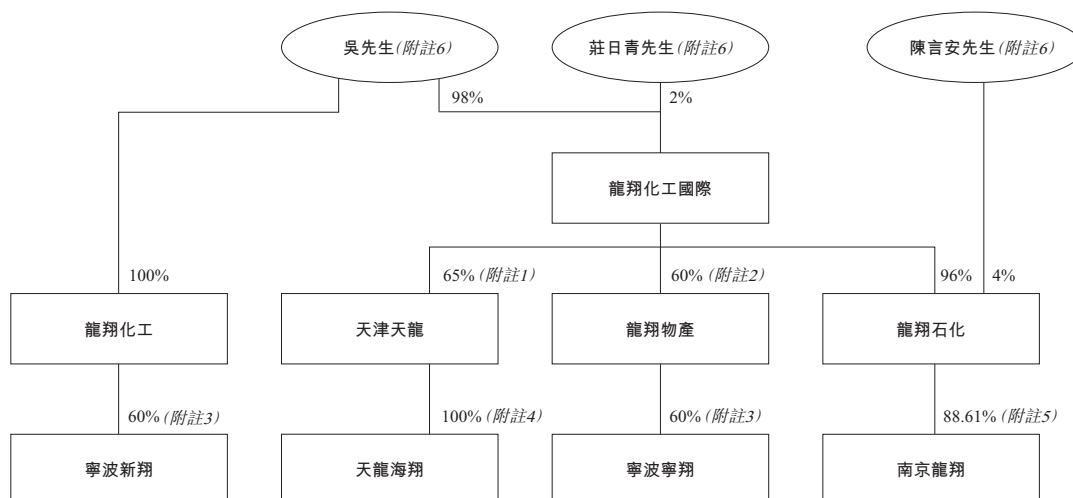 吳先生(附註6)
莊日青先生(附註6)
陳言安先生(附註6)
98%
2%
龍翔化工國際
100%
65% (附註1)
60% (附註2)
96%
4%
龍翔化工
天津天龍
龍翔物產
龍翔石化
60% (附註3)
100% (附註4)
60% (附註3)
88.61% (附註5)
寧波新翔
天龍海翔
寧波寧翔
南京龍翔